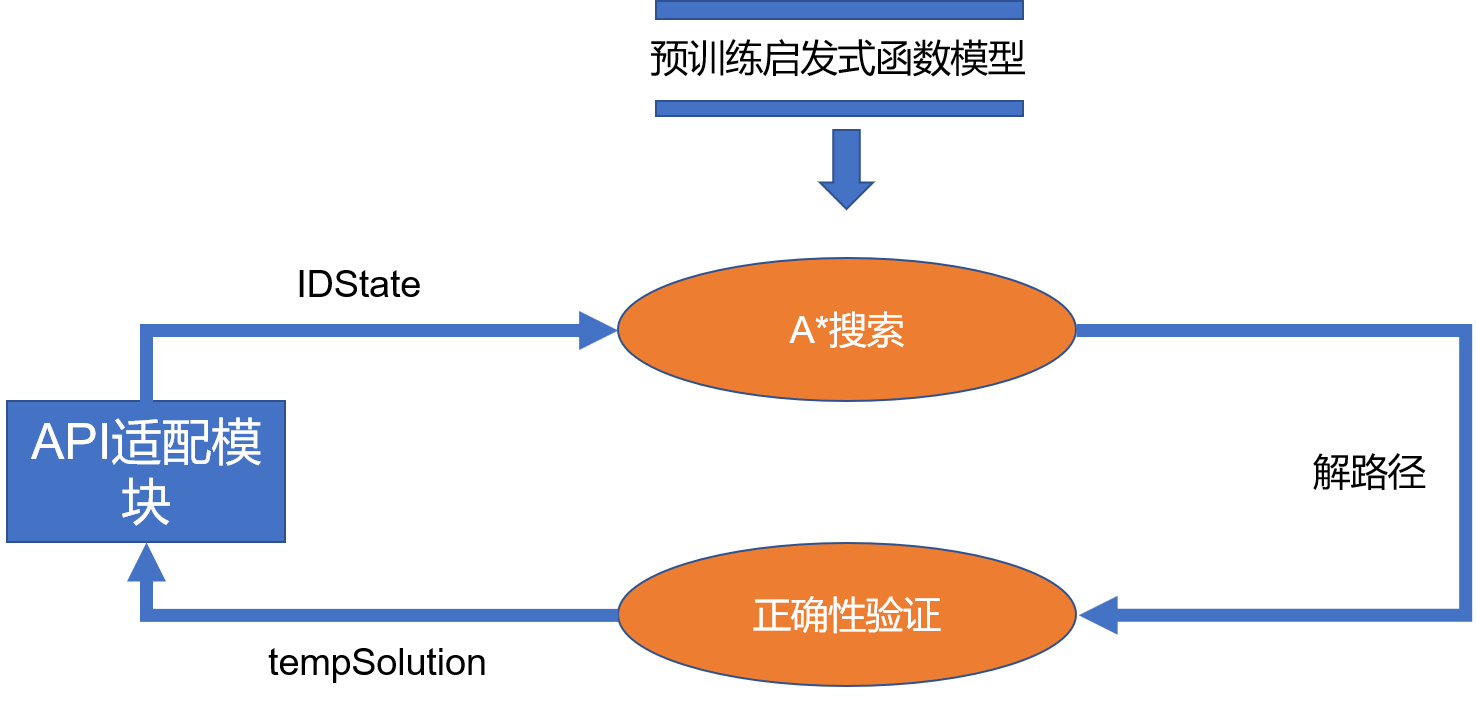 预训练启发式函数模型
IDState
A*搜索
API适配模
块
解路径
正确性验证
tempSolution